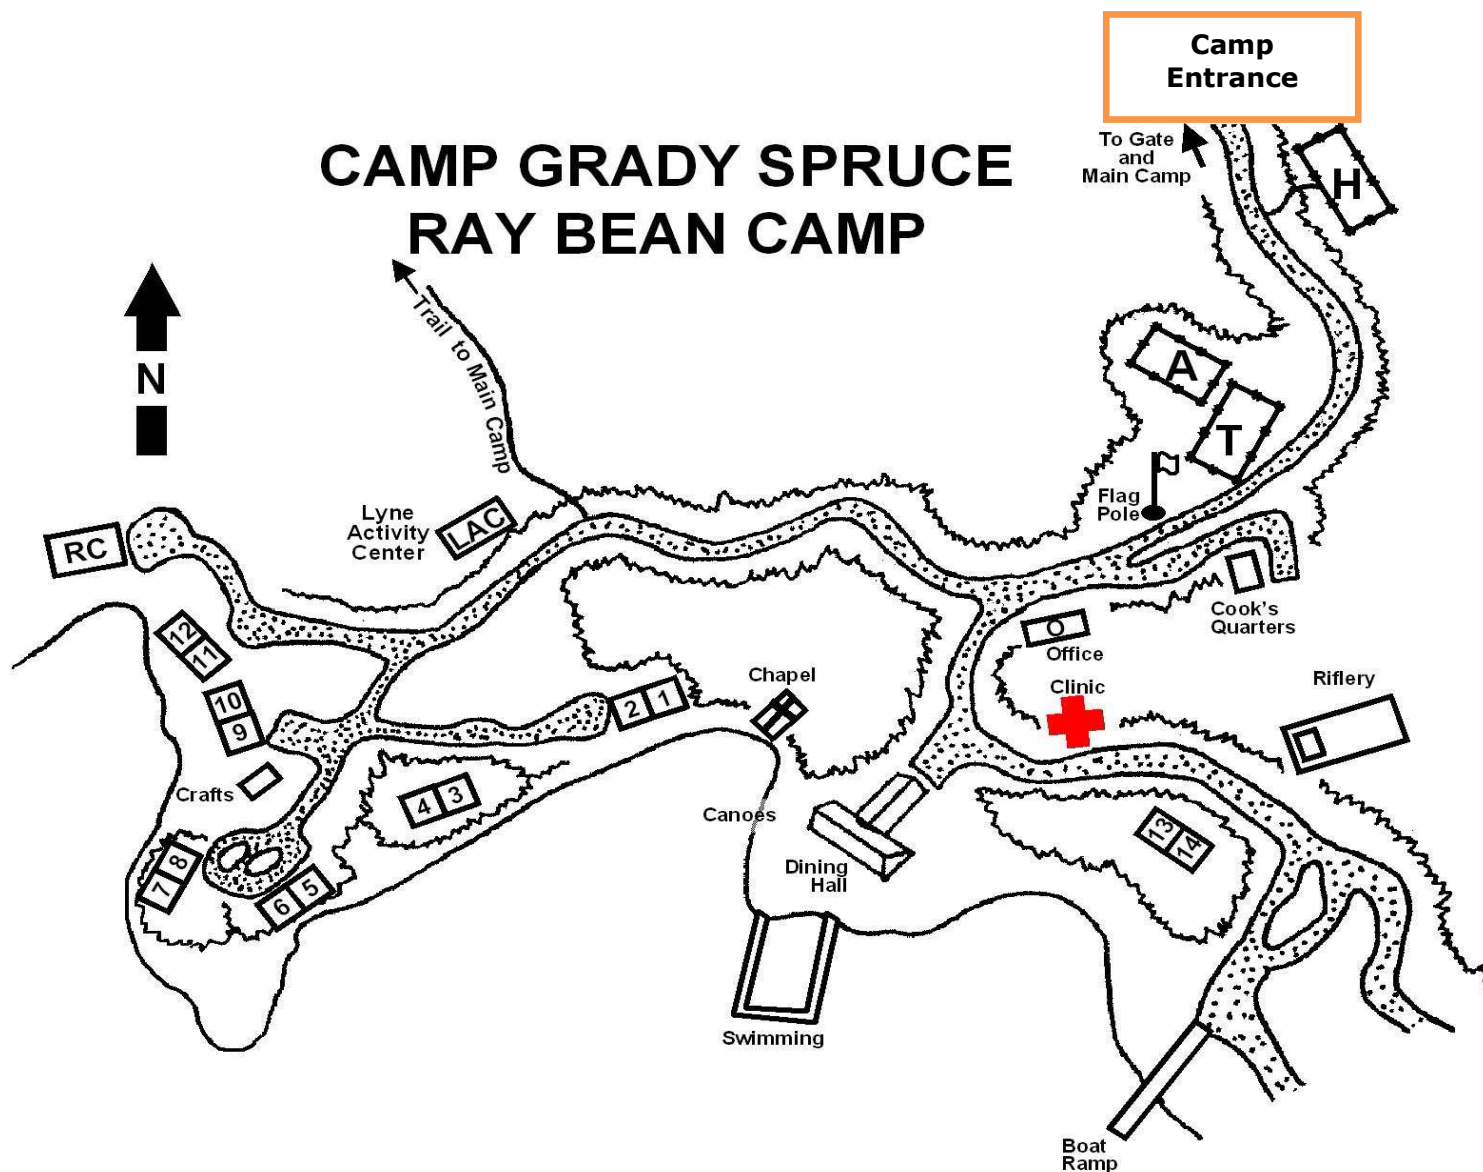 Camp
Entrance
CAMP GRADY SPRUCE
RAY BEAN CAMP
To Gate
and
Main Camp
H
N
Trail to Main Camp
A
T
Flag
Pole
Lyne
Activity
Center
LAC
RC
Cook's
Quarters
O
Office
12
11
10
9
Chapel
Clinic
Riflery
2
1
Crafts
4
3
Canoes
13
14
Dining
Hall
8
7
5
6
Swimming
Boat
Ramp